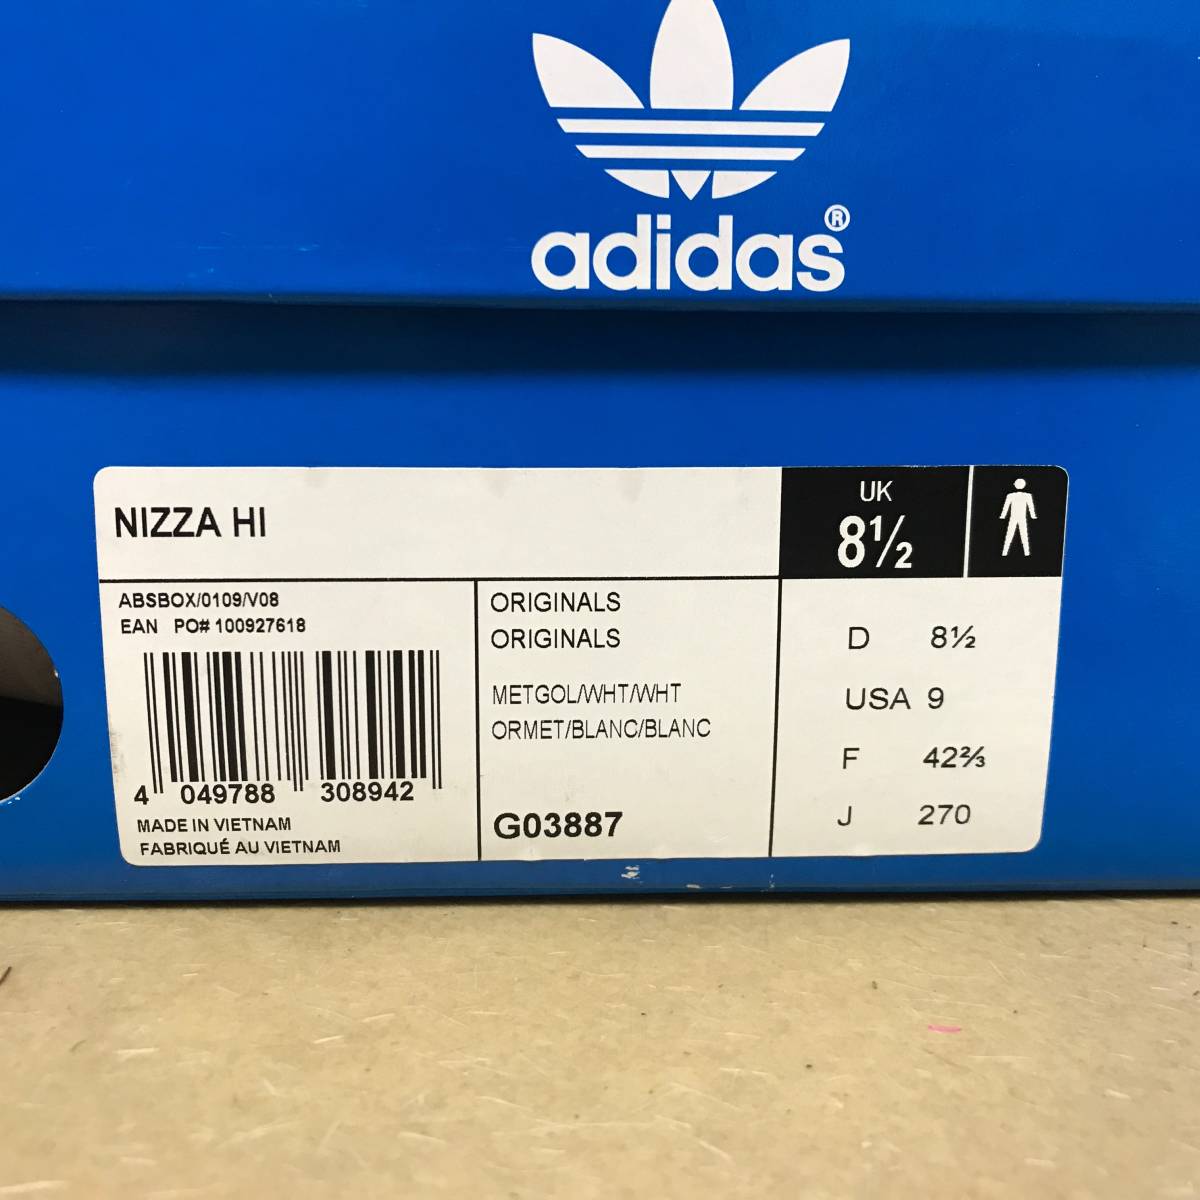 adidas®
NIZZA HI
UK
8½
ABSBOX/0109/V08
EAN PO# 100927618
4 049788 308942
MADE IN VIETNAM
FABRIQUÉ AU VIETNAM
ORIGINALS
ORIGINALS
METGOL/WHT/WHT
ORMET/BLANC/BLANC
G03887
D 8½
USA 9
F 42⅔
J 270